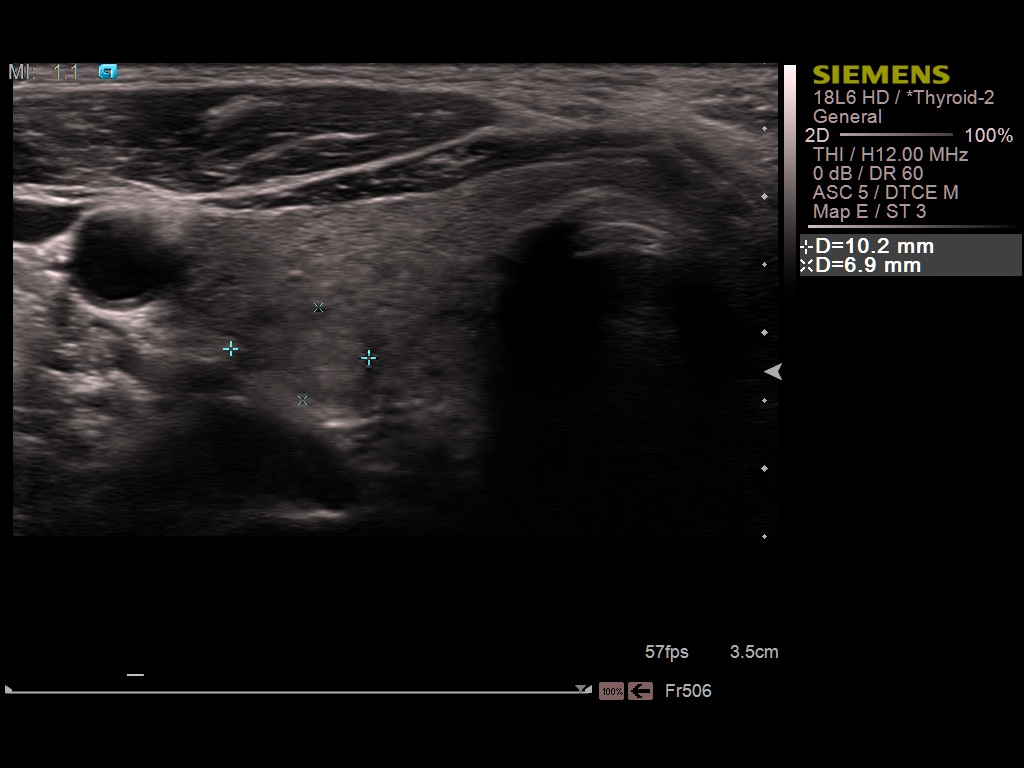 MI: 1.1
SIEMENS
18L6 HD / *Thyroid-2
General
2D 100%
THI / H12.00 MHz
0 dB / DR 60
ASC 5 / DTCE M
Map E / ST 3
D=10.2 mm
D=6.9 mm
57fps 3.5cm
100% Fr506